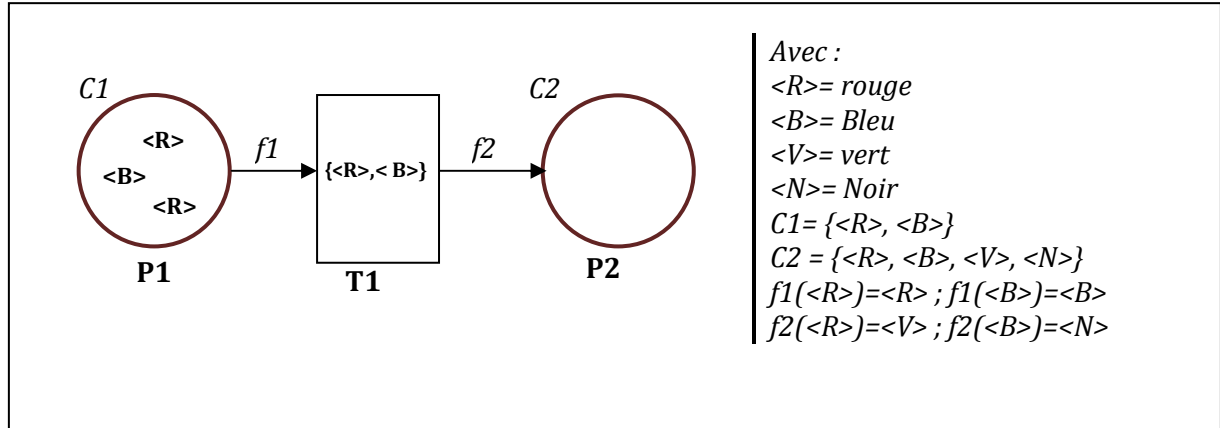 C1
<R>
<B>
<R>
P1
f1
{<R>,< B>}
T1
f2
C2
P2
Avec :
<R>= rouge
<B>= Bleu
<V>= vert
<N>= Noir
C1= {<R>, <B>}
C2 = {<R>, <B>, <V>, <N>}
f1(<R>)=<R> ; f1(<B>)=<B>
f2(<R>)=<V> ; f2(<B>)=<N>